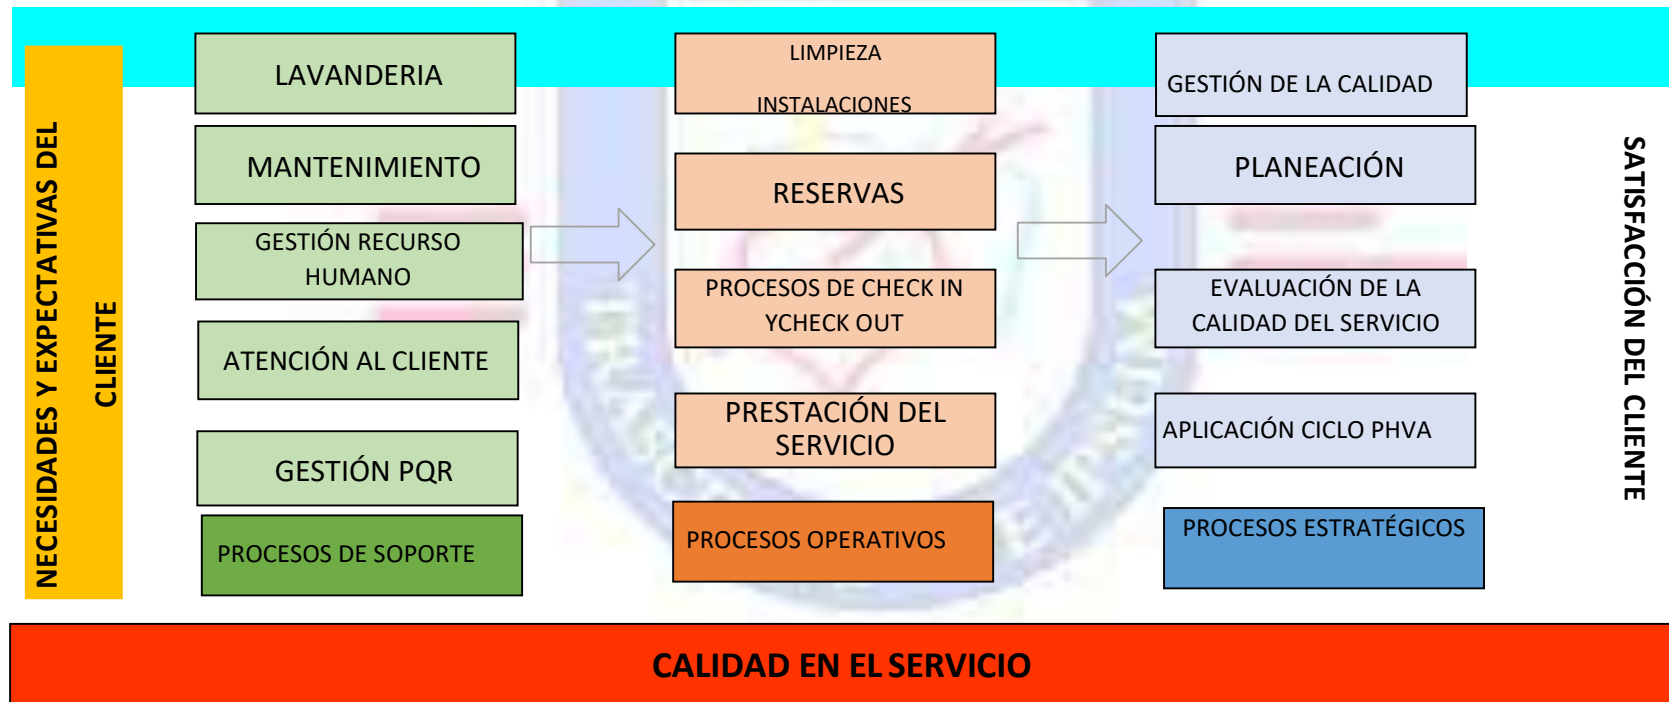 NECESIDADES Y EXPECTATIVAS DEL
CLIENTE
LAVANDERIA
MANTENIMIENTO
GESTIÓN RECURSO
HUMANO
ATENCIÓN AL CLIENTE
GESTIÓN PQR
PROCESOS DE SOPORTE
LIMPIEZA
INSTALACIONES
RESERVAS
PROCESOS DE CHECK IN
YCHECK OUT
PRESTACIÓN DEL
SERVICIO
PROCESOS OPERATIVOS
GESTIÓN DE LA CALIDAD
PLANEACIÓN
EVALUACIÓN DE LA
CALIDAD DEL SERVICIO
APLICACIÓN CICLO PHVA
PROCESOS ESTRATÉGICOS
SATISFACCIÓN DEL CLIENTE
CALIDAD EN EL SERVICIO